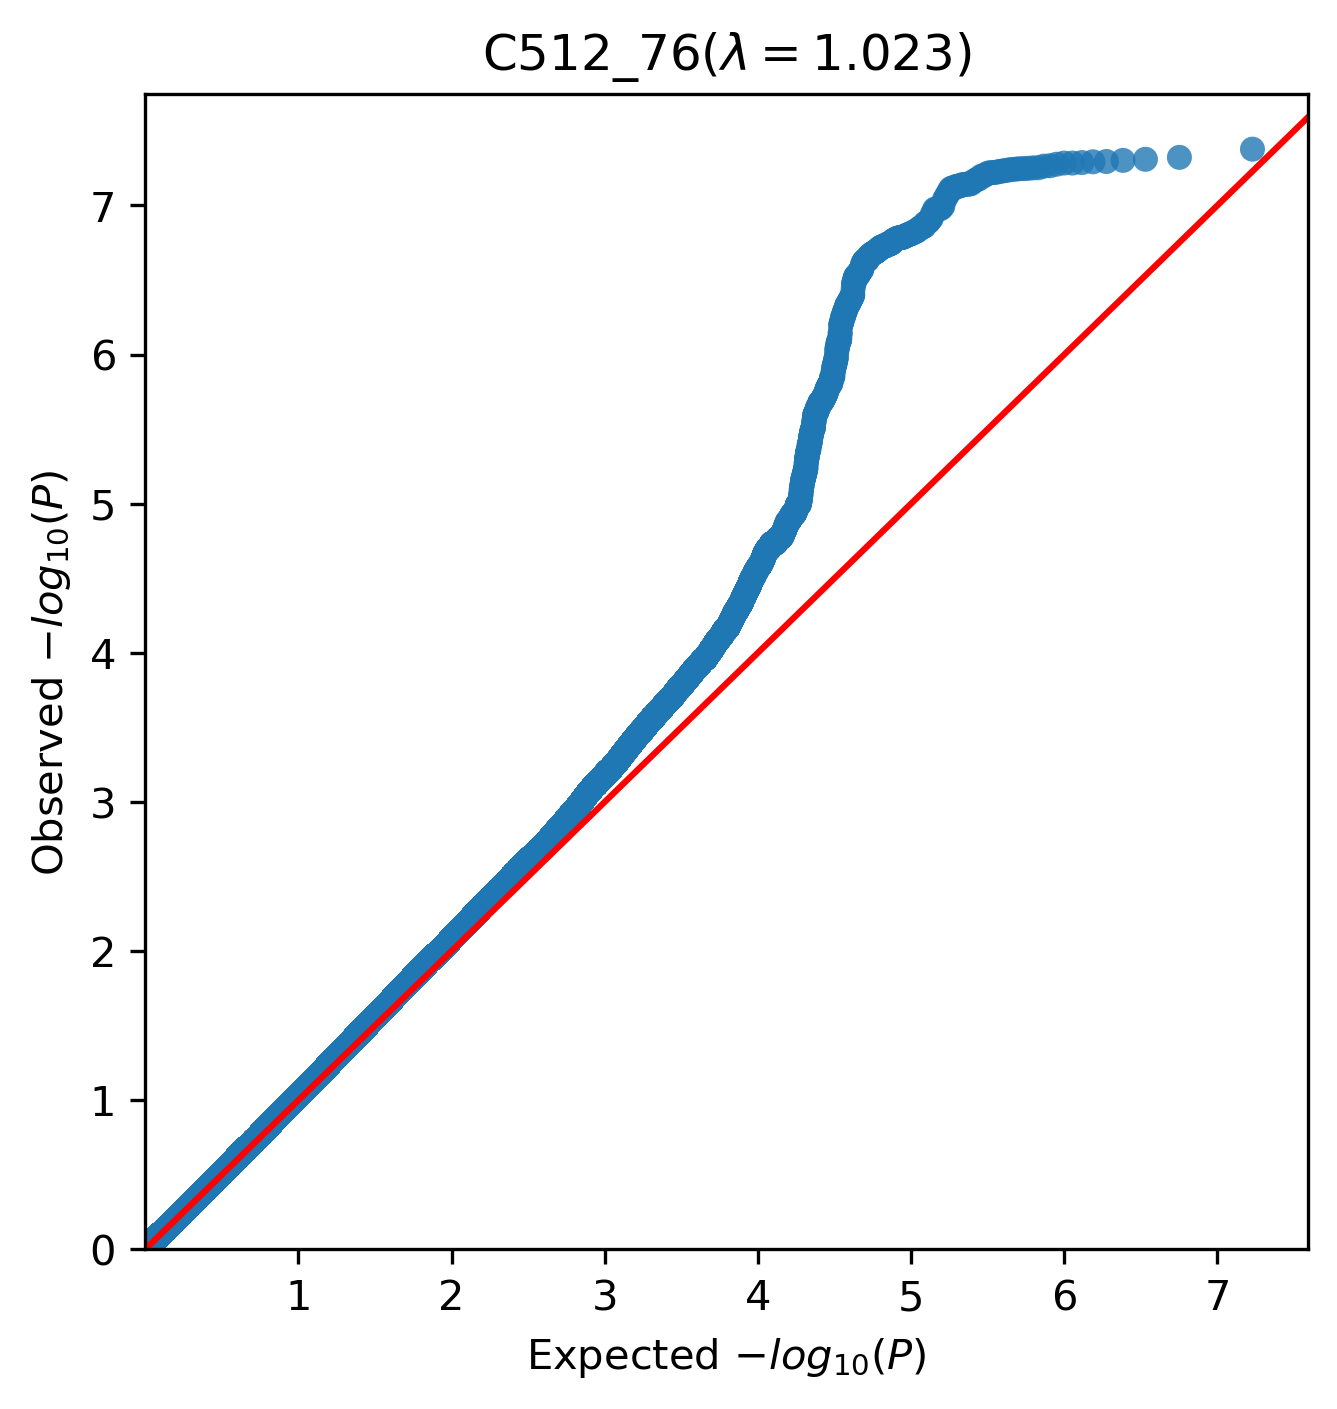 C512_76(λ = 1.023)
Observed −log₁₀(P)
7
6
5
4
3
2
1
0
1 2 3 4 5 6 7
Expected −log₁₀(P)